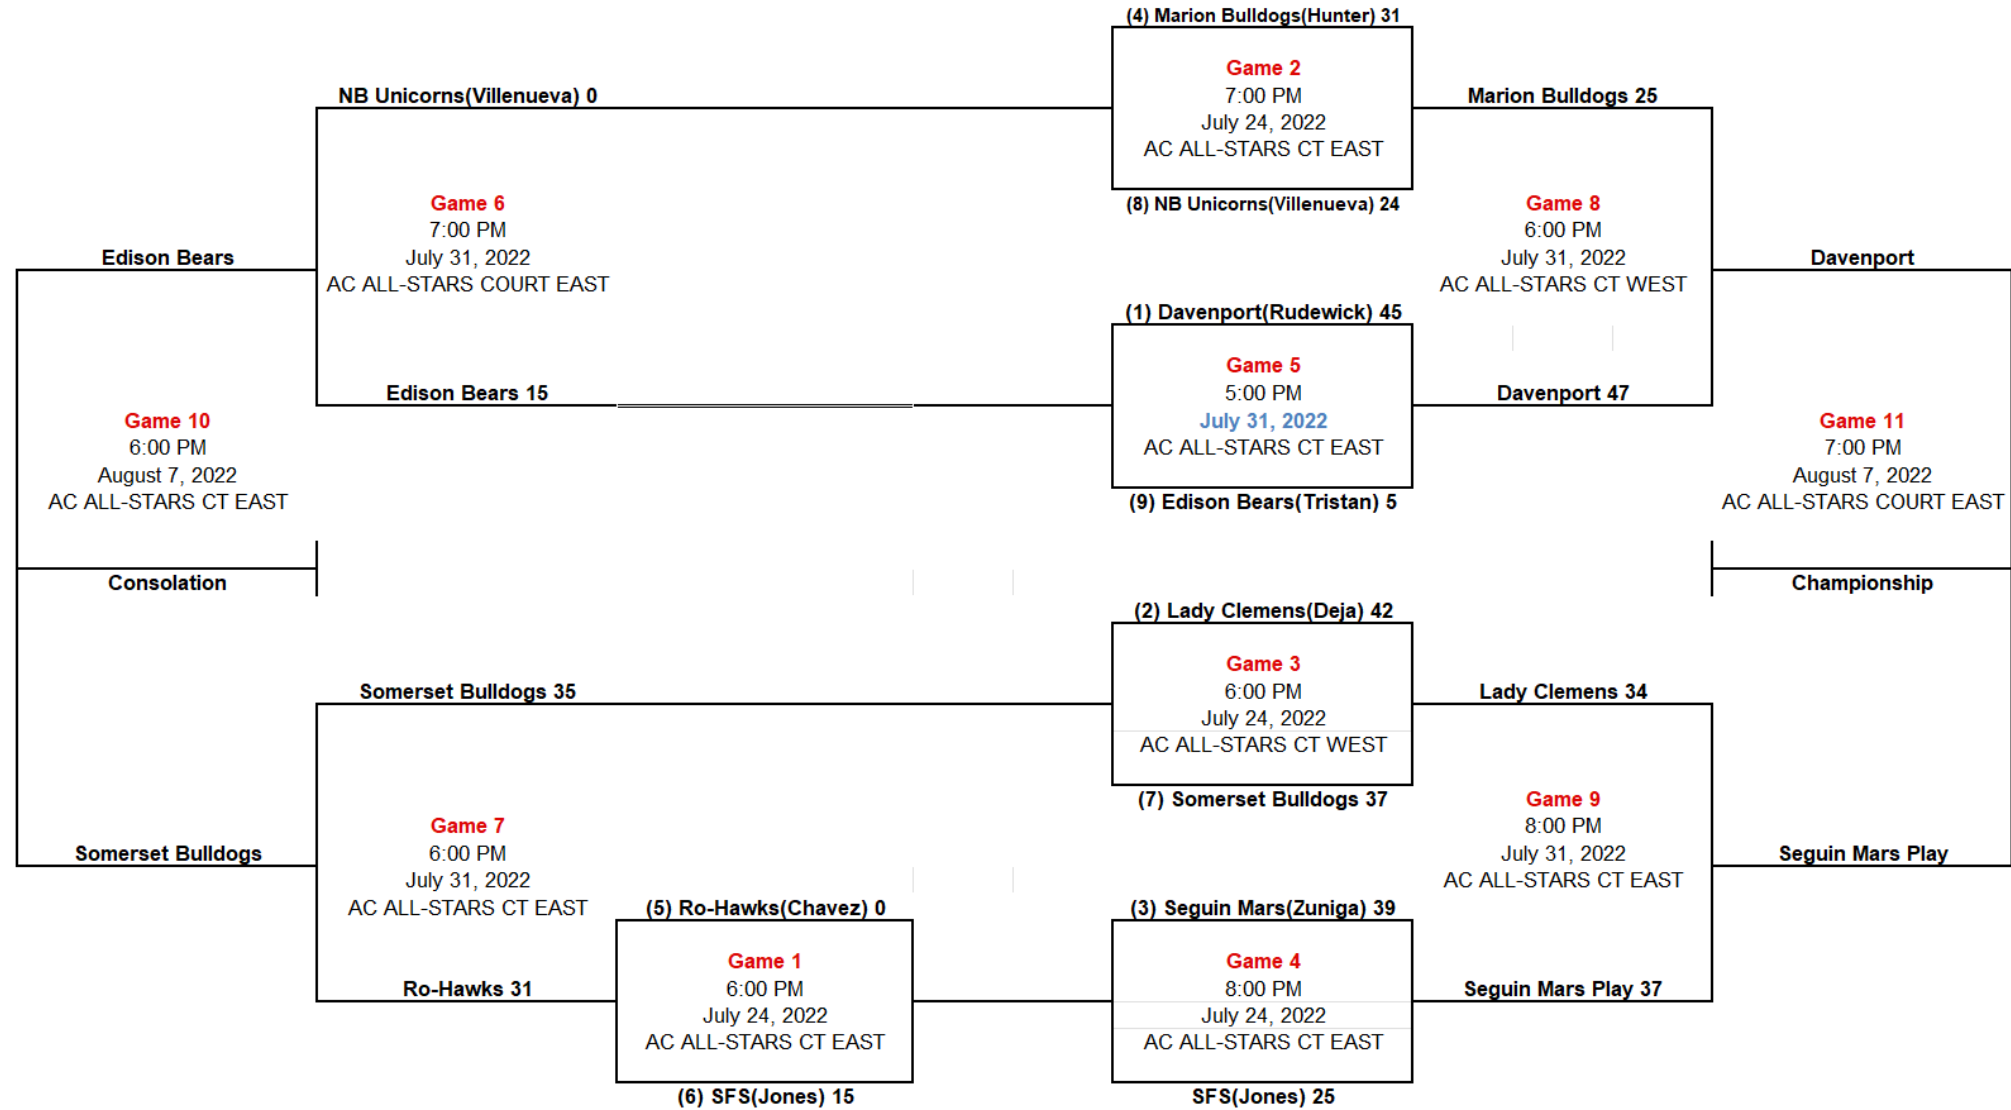 (4) Marion Bulldogs(Hunter) 31
Game 2
7:00 PM
July 24, 2022
AC ALL-STARS CT EAST
(8) NB Unicorns(Villenueva) 24
NB Unicorns(Villenueva) 0
Game 6
7:00 PM
July 31, 2022
AC ALL-STARS COURT EAST
Edison Bears 15
Marion Bulldogs 25
Game 8
6:00 PM
July 31, 2022
AC ALL-STARS CT WEST
Davenport 47
Edison Bears
Game 10
6:00 PM
August 7, 2022
AC ALL-STARS CT EAST
Consolation
(1) Davenport(Rudewick) 45
Game 5
5:00 PM
July 31, 2022
AC ALL-STARS CT EAST
(9) Edison Bears(Tristan) 5
Davenport
Game 11
7:00 PM
August 7, 2022
AC ALL-STARS COURT EAST
Championship
(2) Lady Clemens(Deja) 42
Game 3
6:00 PM
July 24, 2022
AC ALL-STARS CT WEST
(7) Somerset Bulldogs 37
Somerset Bulldogs 35
Game 7
6:00 PM
July 31, 2022
AC ALL-STARS CT EAST
Ro-Hawks 31
Somerset Bulldogs
Lady Clemens 34
Game 9
8:00 PM
July 31, 2022
AC ALL-STARS CT EAST
Seguin Mars Play 37
Seguin Mars Play
(5) Ro-Hawks(Chavez) 0
Game 1
6:00 PM
July 24, 2022
AC ALL-STARS CT EAST
(6) SFS(Jones) 15
(3) Seguin Mars(Zuniga) 39
Game 4
8:00 PM
July 24, 2022
AC ALL-STARS CT EAST
SFS(Jones) 25